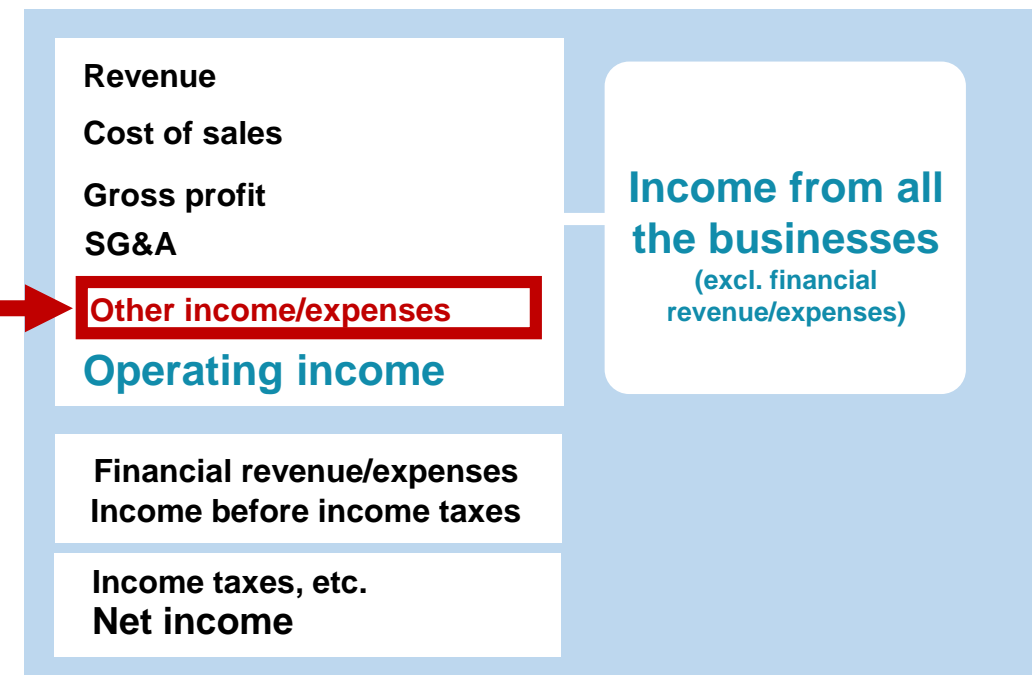 Revenue
Cost of sales
Gross profit
SG&A
Other income/expenses
Operating income
Financial revenue/expenses
Income before income taxes
Income taxes, etc.
Net income
Income from all
the businesses
(excl. financial
revenue/expenses)